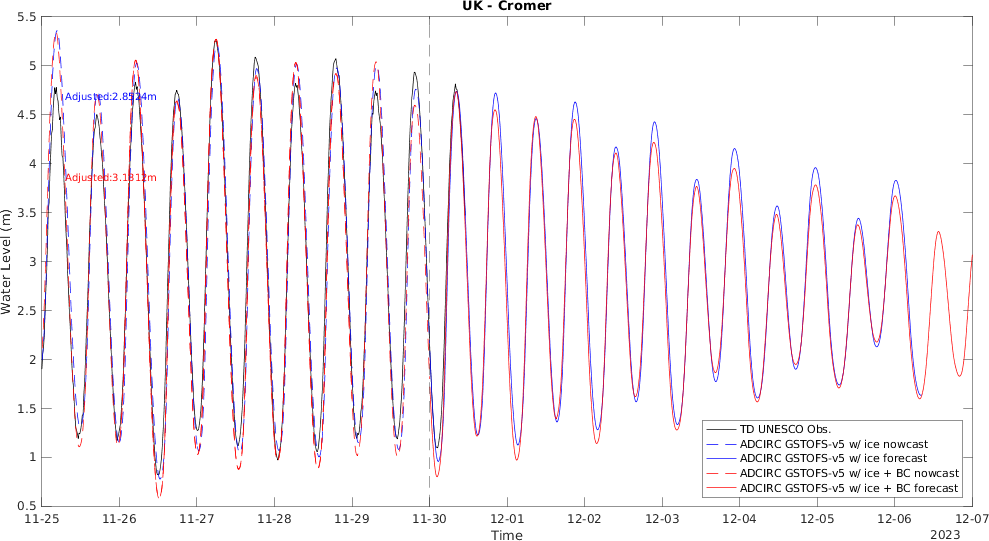 UK - Cromer
5.5
5
4.5
4
3.5
3
2.5
2
1.5
1
0.5
Water Level (m)
Adjusted:2.8524m
Adjusted:3.1812m
TD UNESCO Obs.
ADCIRC GSTOFS-v5 w/ ice nowcast
ADCIRC GSTOFS-v5 w/ ice forecast
ADCIRC GSTOFS-v5 w/ ice + BC nowcast
ADCIRC GSTOFS-v5 w/ ice + BC forecast
11-25 11-26 11-27 11-28 11-29 11-30 12-01 12-02 12-03 12-04 12-05 12-06 12-07
Time
2023